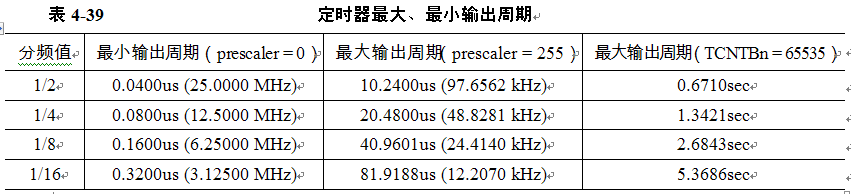 表 4-39 定时器最大、最小输出周期
分频值 最小输出周期(prescaler=0) 最大输出周期(prescaler=255) 最大输出周期(TCNTBn=65535)
1/2 0.0400us (25.0000 MHz) 10.2400us (97.6562 kHz) 0.6710sec
1/4 0.0800us (12.5000 MHz) 20.4800us (48.8281 kHz) 1.3421sec
1/8 0.1600us (6.25000 MHz) 40.9601us (24.4140 kHz) 2.6843sec
1/16 0.3200us (3.12500 MHz) 81.9188us (12.2070 kHz) 5.3686sec